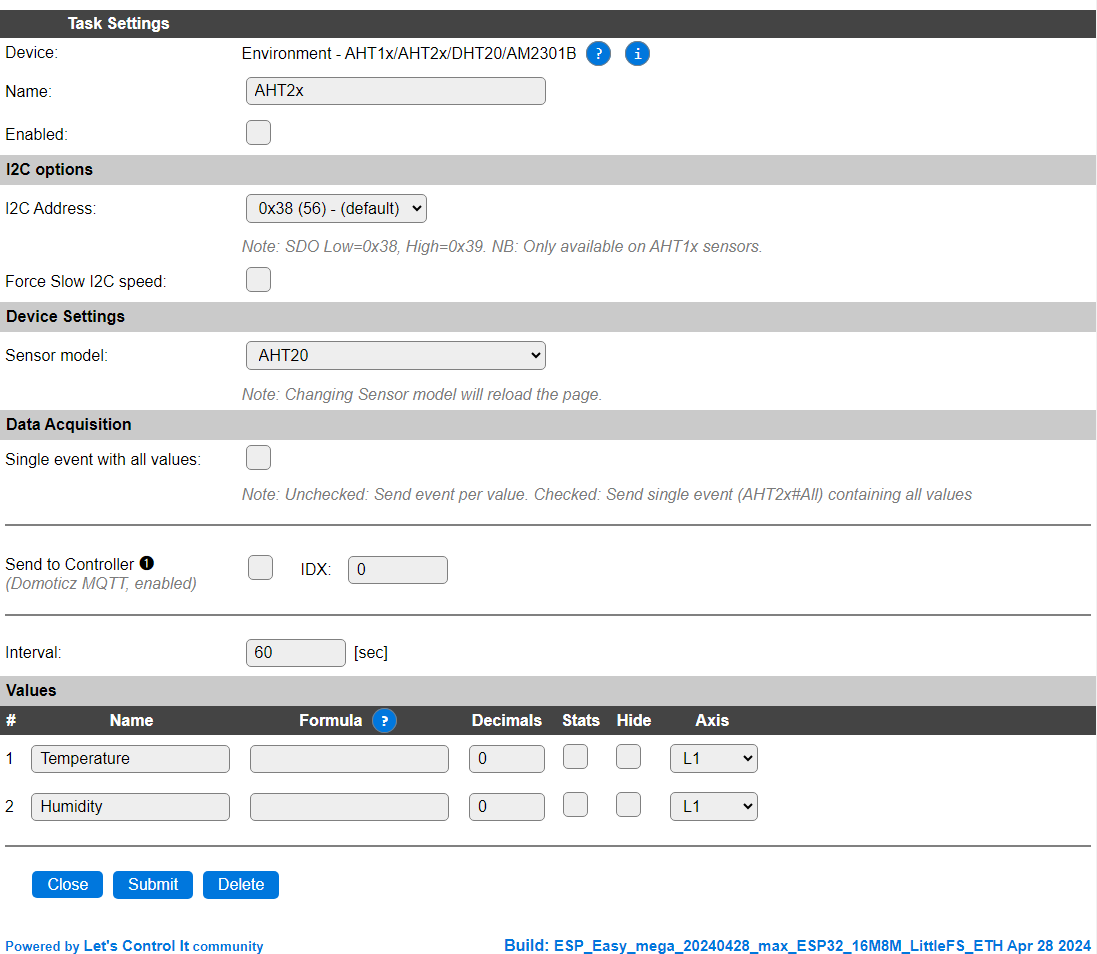 Task Settings
Device: Environment - AHT1x/AHT2x/DHT20/AM2301B ? i
Name: AHT2x
Enabled:
I2C options
I2C Address: 0x38 (56) - (default)
Note: SDO Low=0x38, High=0x39. NB: Only available on AHT1x sensors.
Force Slow I2C speed:
Device Settings
Sensor model: AHT20
Note: Changing Sensor model will reload the page.
Data Acquisition
Single event with all values:
Note: Unchecked: Send event per value. Checked: Send single event (AHT2x#All) containing all values
Send to Controller ❶ IDX: 0
(Domoticz MQTT, enabled)
Interval: 60 [sec]
Values
# Name Formula ? Decimals Stats Hide Axis
1 Temperature 0 L1
2 Humidity 0 L1
Close Submit Delete
Powered by Let's Control It community Build: ESP_Easy_mega_20240428_max_ESP32_16M8M_LittleFS_ETH Apr 28 2024